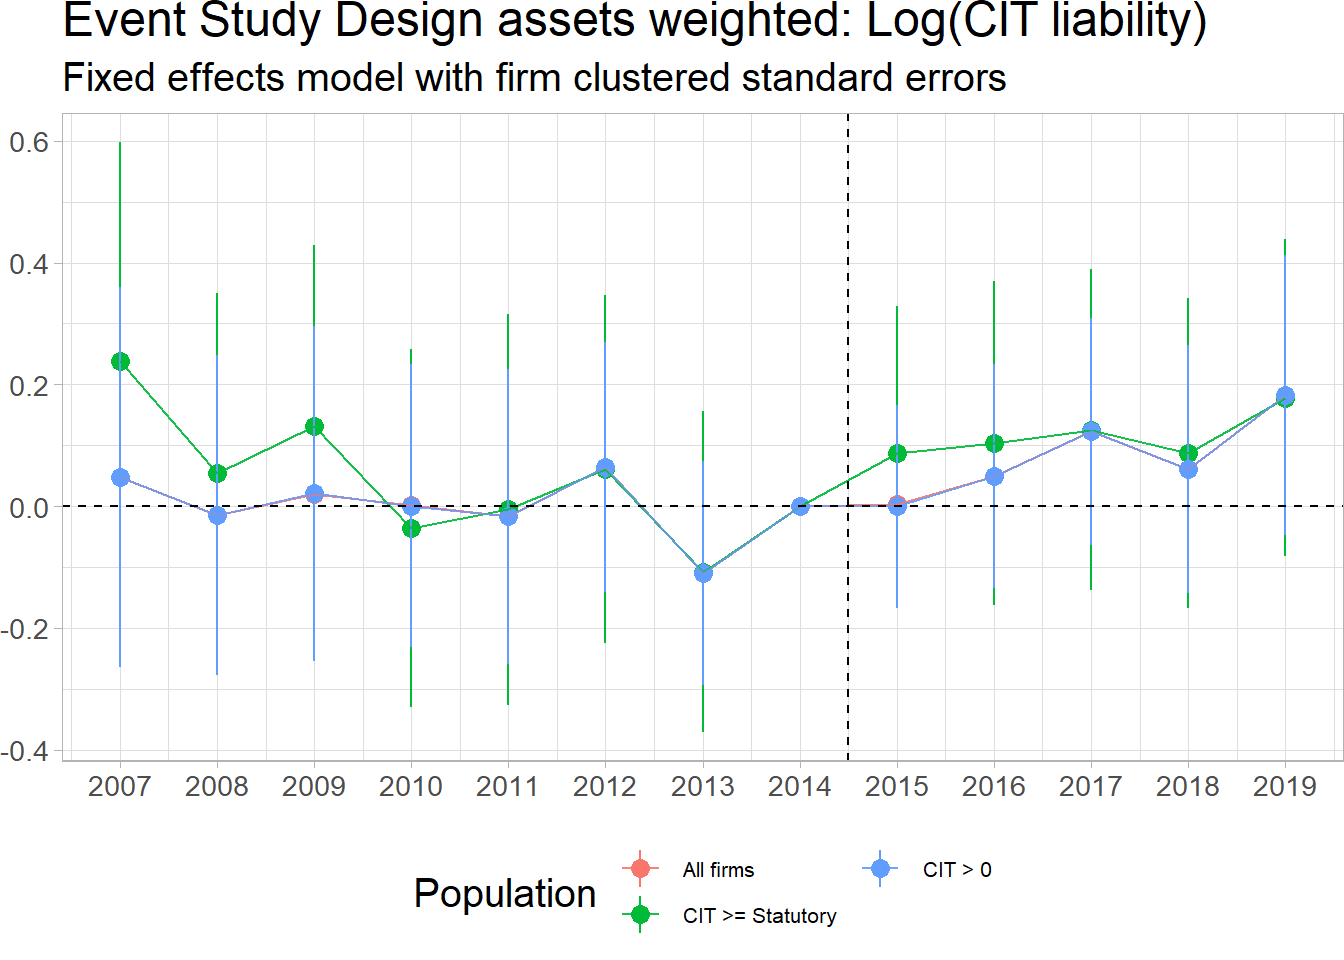 Event Study Design assets weighted: Log(CIT liability)
Fixed effects model with firm clustered standard errors
0.6
0.4
0.2
0.0
-0.2
-0.4
2007 2008 2009 2010 2011 2012 2013 2014 2015 2016 2017 2018 2019
Population
All firms
CIT >= Statutory
CIT > 0